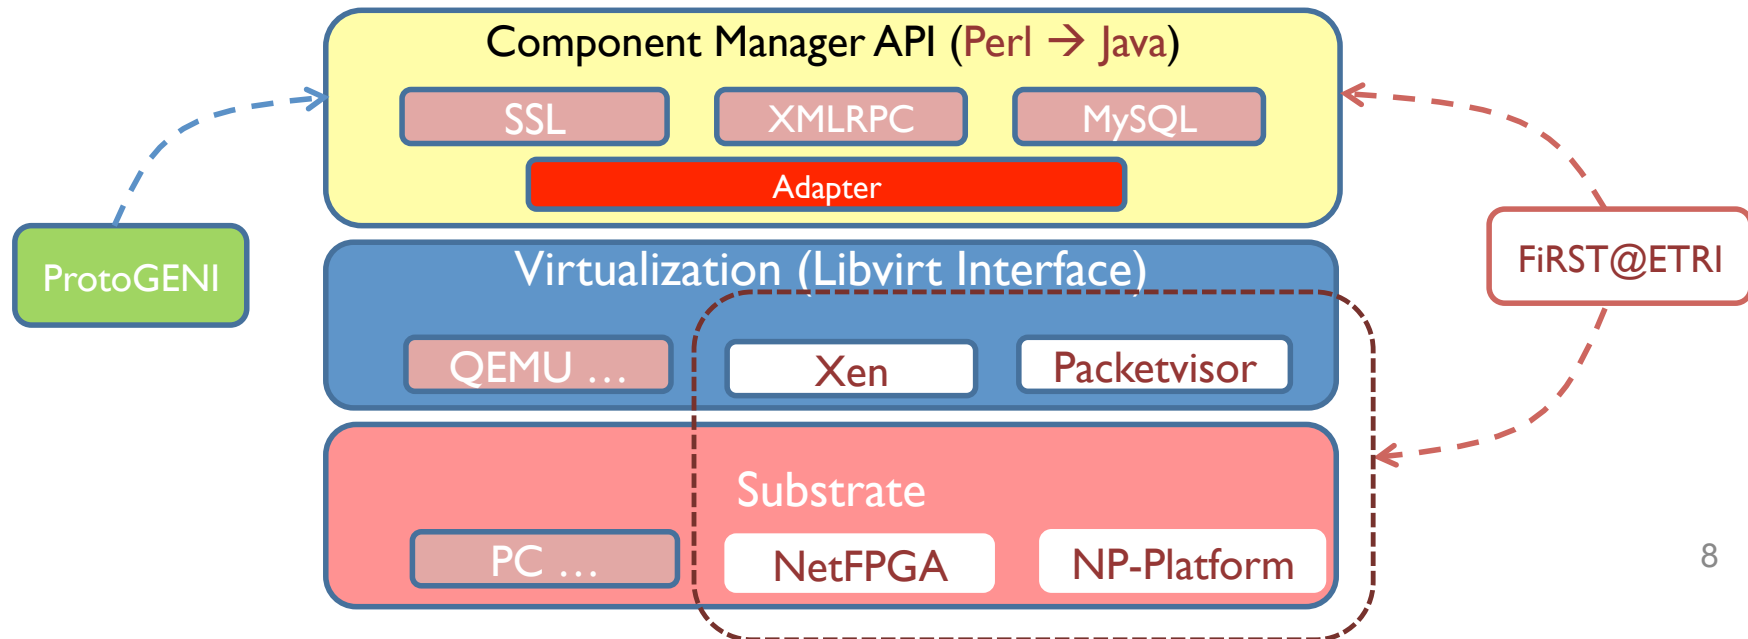 Component Manager API (Perl → Java)
SSL
XMLRPC
MySQL
Adapter
ProtoGENI
FiRST@ETRI
Virtualization (Libvirt Interface)
QEMU ...
Xen
Packetvisor
Substrate
PC ...
NetFPGA
NP-Platform
8